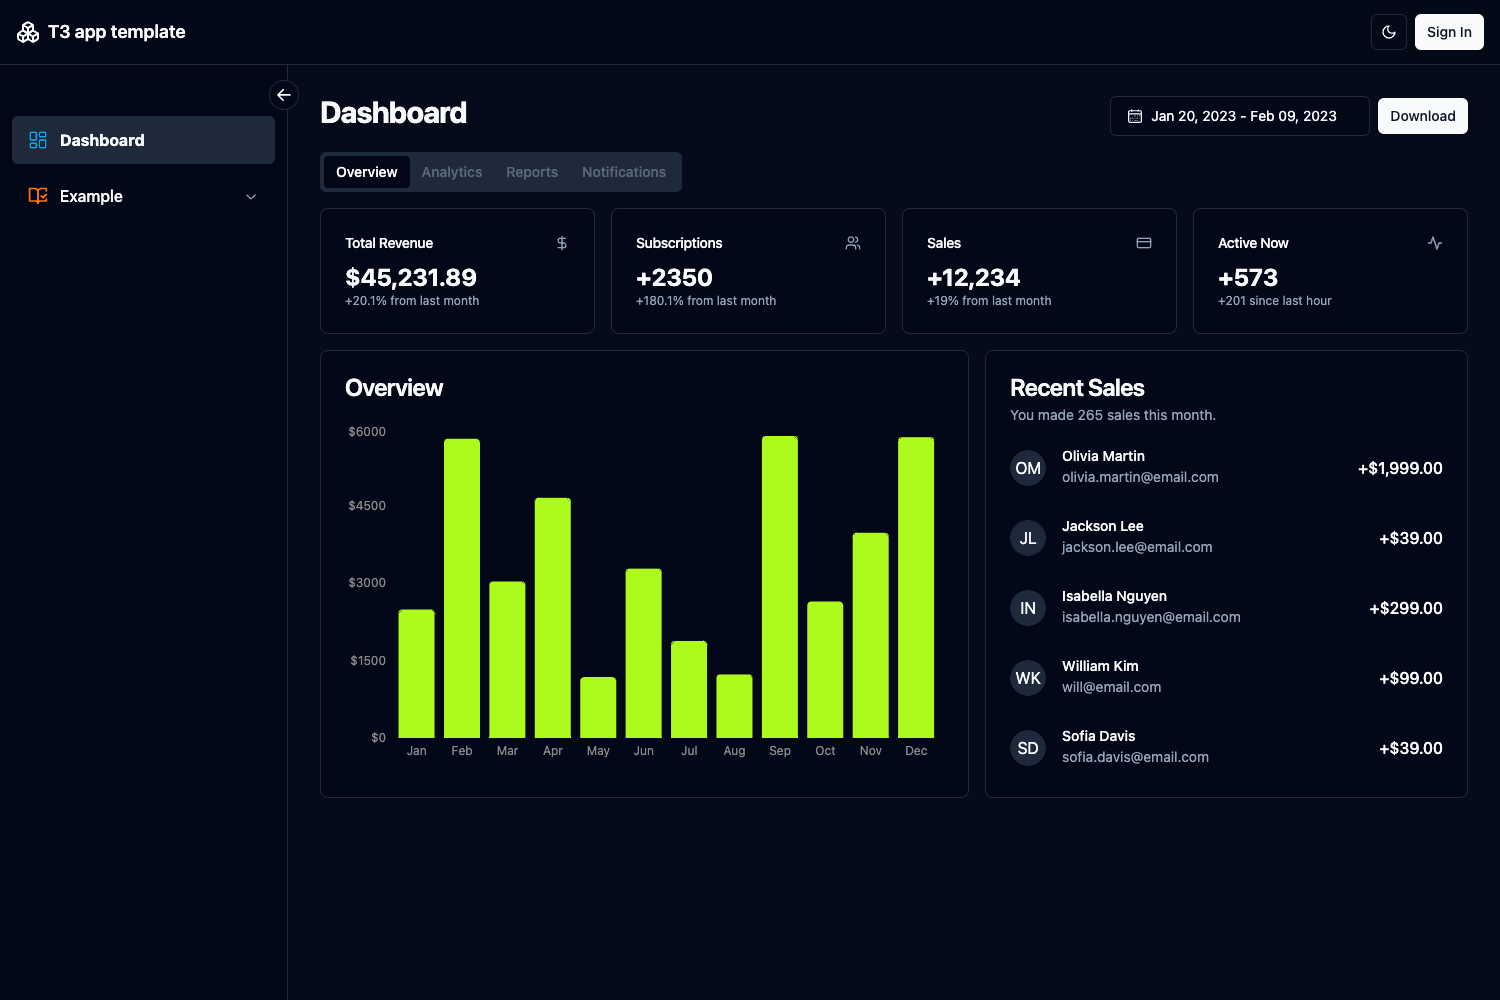 T3 app template
Sign In
Dashboard
Example
Dashboard
Jan 20, 2023 - Feb 09, 2023
Download
Overview
Analytics
Reports
Notifications
Total Revenue
$45,231.89
+20.1% from last month
Subscriptions
+2350
+180.1% from last month
Sales
+12,234
+19% from last month
Active Now
+573
+201 since last hour
Overview
$6000
$4500
$3000
$1500
$0
Jan Feb Mar Apr May Jun Jul Aug Sep Oct Nov Dec
Recent Sales
You made 265 sales this month.
OM
Olivia Martin
olivia.martin@email.com
+$1,999.00
JL
Jackson Lee
jackson.lee@email.com
+$39.00
IN
Isabella Nguyen
isabella.nguyen@email.com
+$299.00
WK
William Kim
will@email.com
+$99.00
SD
Sofia Davis
sofia.davis@email.com
+$39.00